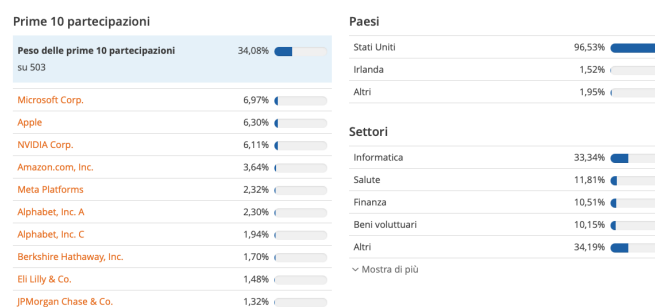 Prime 10 partecipazioni
Peso delle prime 10 partecipazioni 34,08%
su 503
Microsoft Corp. 6,97%
Apple 6,30%
NVIDIA Corp. 6,11%
Amazon.com, Inc. 3,64%
Meta Platforms 2,32%
Alphabet, Inc. A 2,30%
Alphabet, Inc. C 1,94%
Berkshire Hathaway, Inc. 1,70%
Eli Lilly & Co. 1,48%
JPMorgan Chase & Co. 1,32%
Paesi
Stati Uniti 96,53%
Irlanda 1,52%
Altri 1,95%
Settori
Informatica 33,34%
Salute 11,81%
Finanza 10,51%
Beni voluttuari 10,15%
Altri 34,19%
Mostra di più